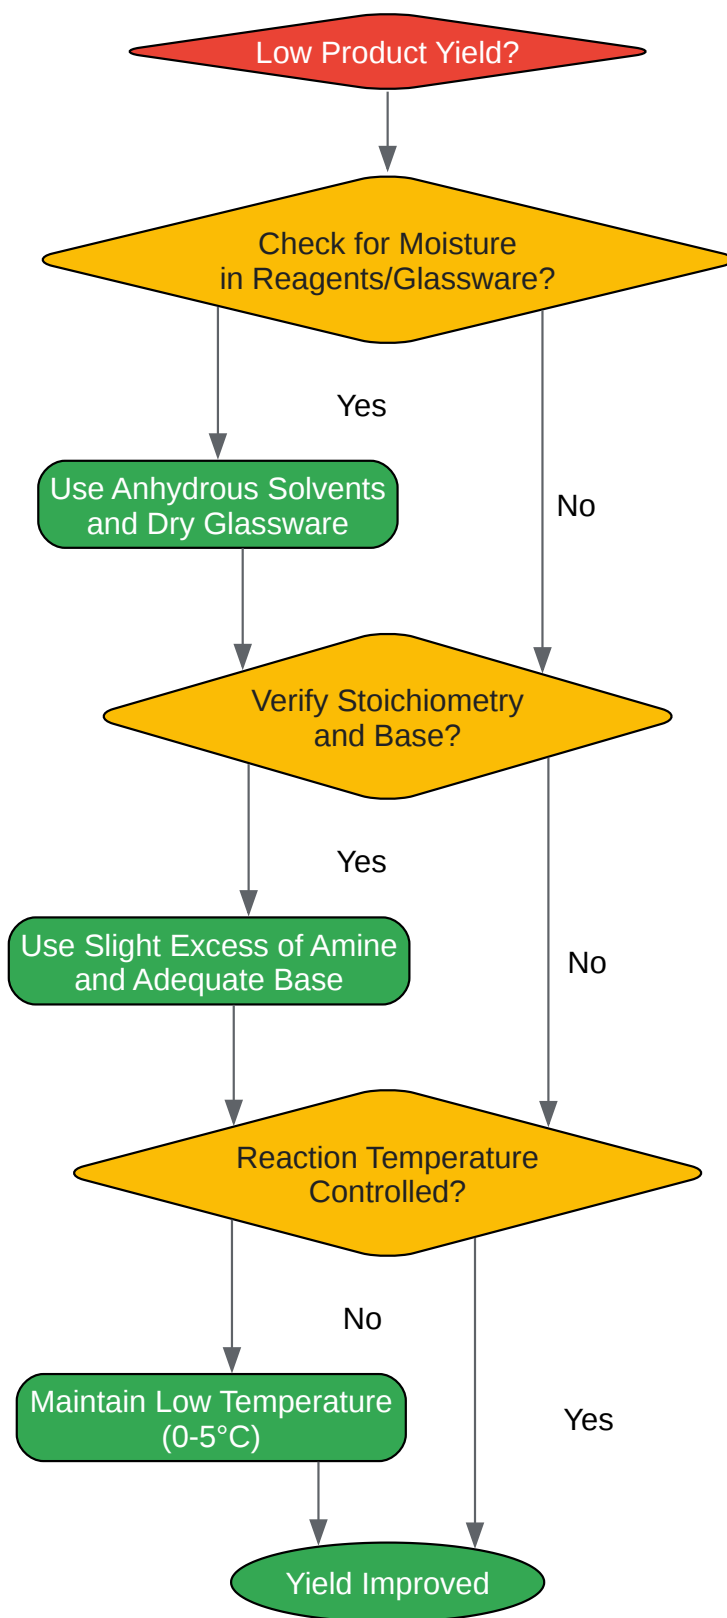 Low Product Yield?
Check for Moisture
in Reagents/Glassware?
Yes
Use Anhydrous Solvents
and Dry Glassware
No
Verify Stoichiometry
and Base?
Yes
Use Slight Excess of Amine
and Adequate Base
No
Reaction Temperature
Controlled?
No
Maintain Low Temperature
(0-5°C)
Yes
Yield Improved